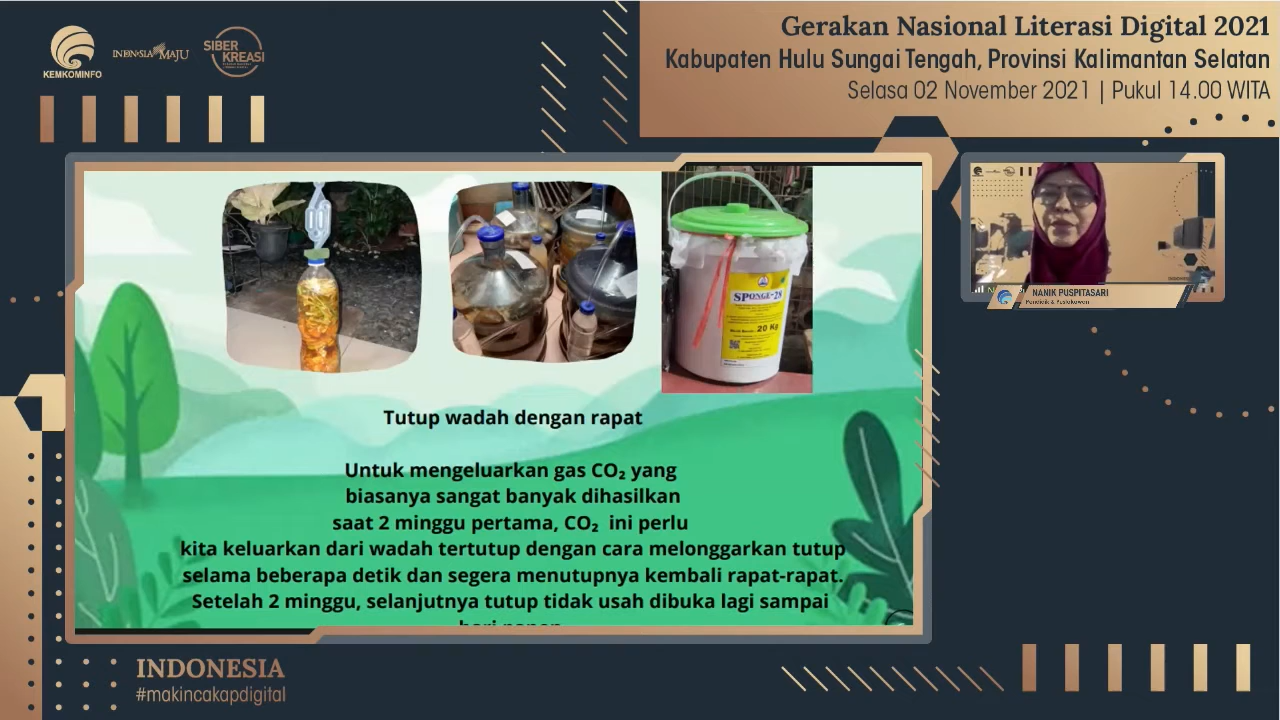 KEMKOMINFO
INDONESIA MAJU
SIBER
KREASI
Gerakan Nasional Literasi Digital 2021
Kabupaten Hulu Sungai Tengah, Provinsi Kalimantan Selatan
Selasa 02 November 2021 | Pukul 14.00 WITA
SPONGE-28
20 Kg
Tutup wadah dengan rapat
Untuk mengeluarkan gas CO₂ yang
biasanya sangat banyak dihasilkan
saat 2 minggu pertama, CO₂ ini perlu
kita keluarkan dari wadah tertutup dengan cara melonggarkan tutup
selama beberapa detik dan segera menutupnya kembali rapat-rapat.
Setelah 2 minggu, selanjutnya tutup tidak usah dibuka lagi sampai
hari panen
NANIK PUSPITASARI
Pendidik & Pustakawan
INDONESIA
#makincakapdigital